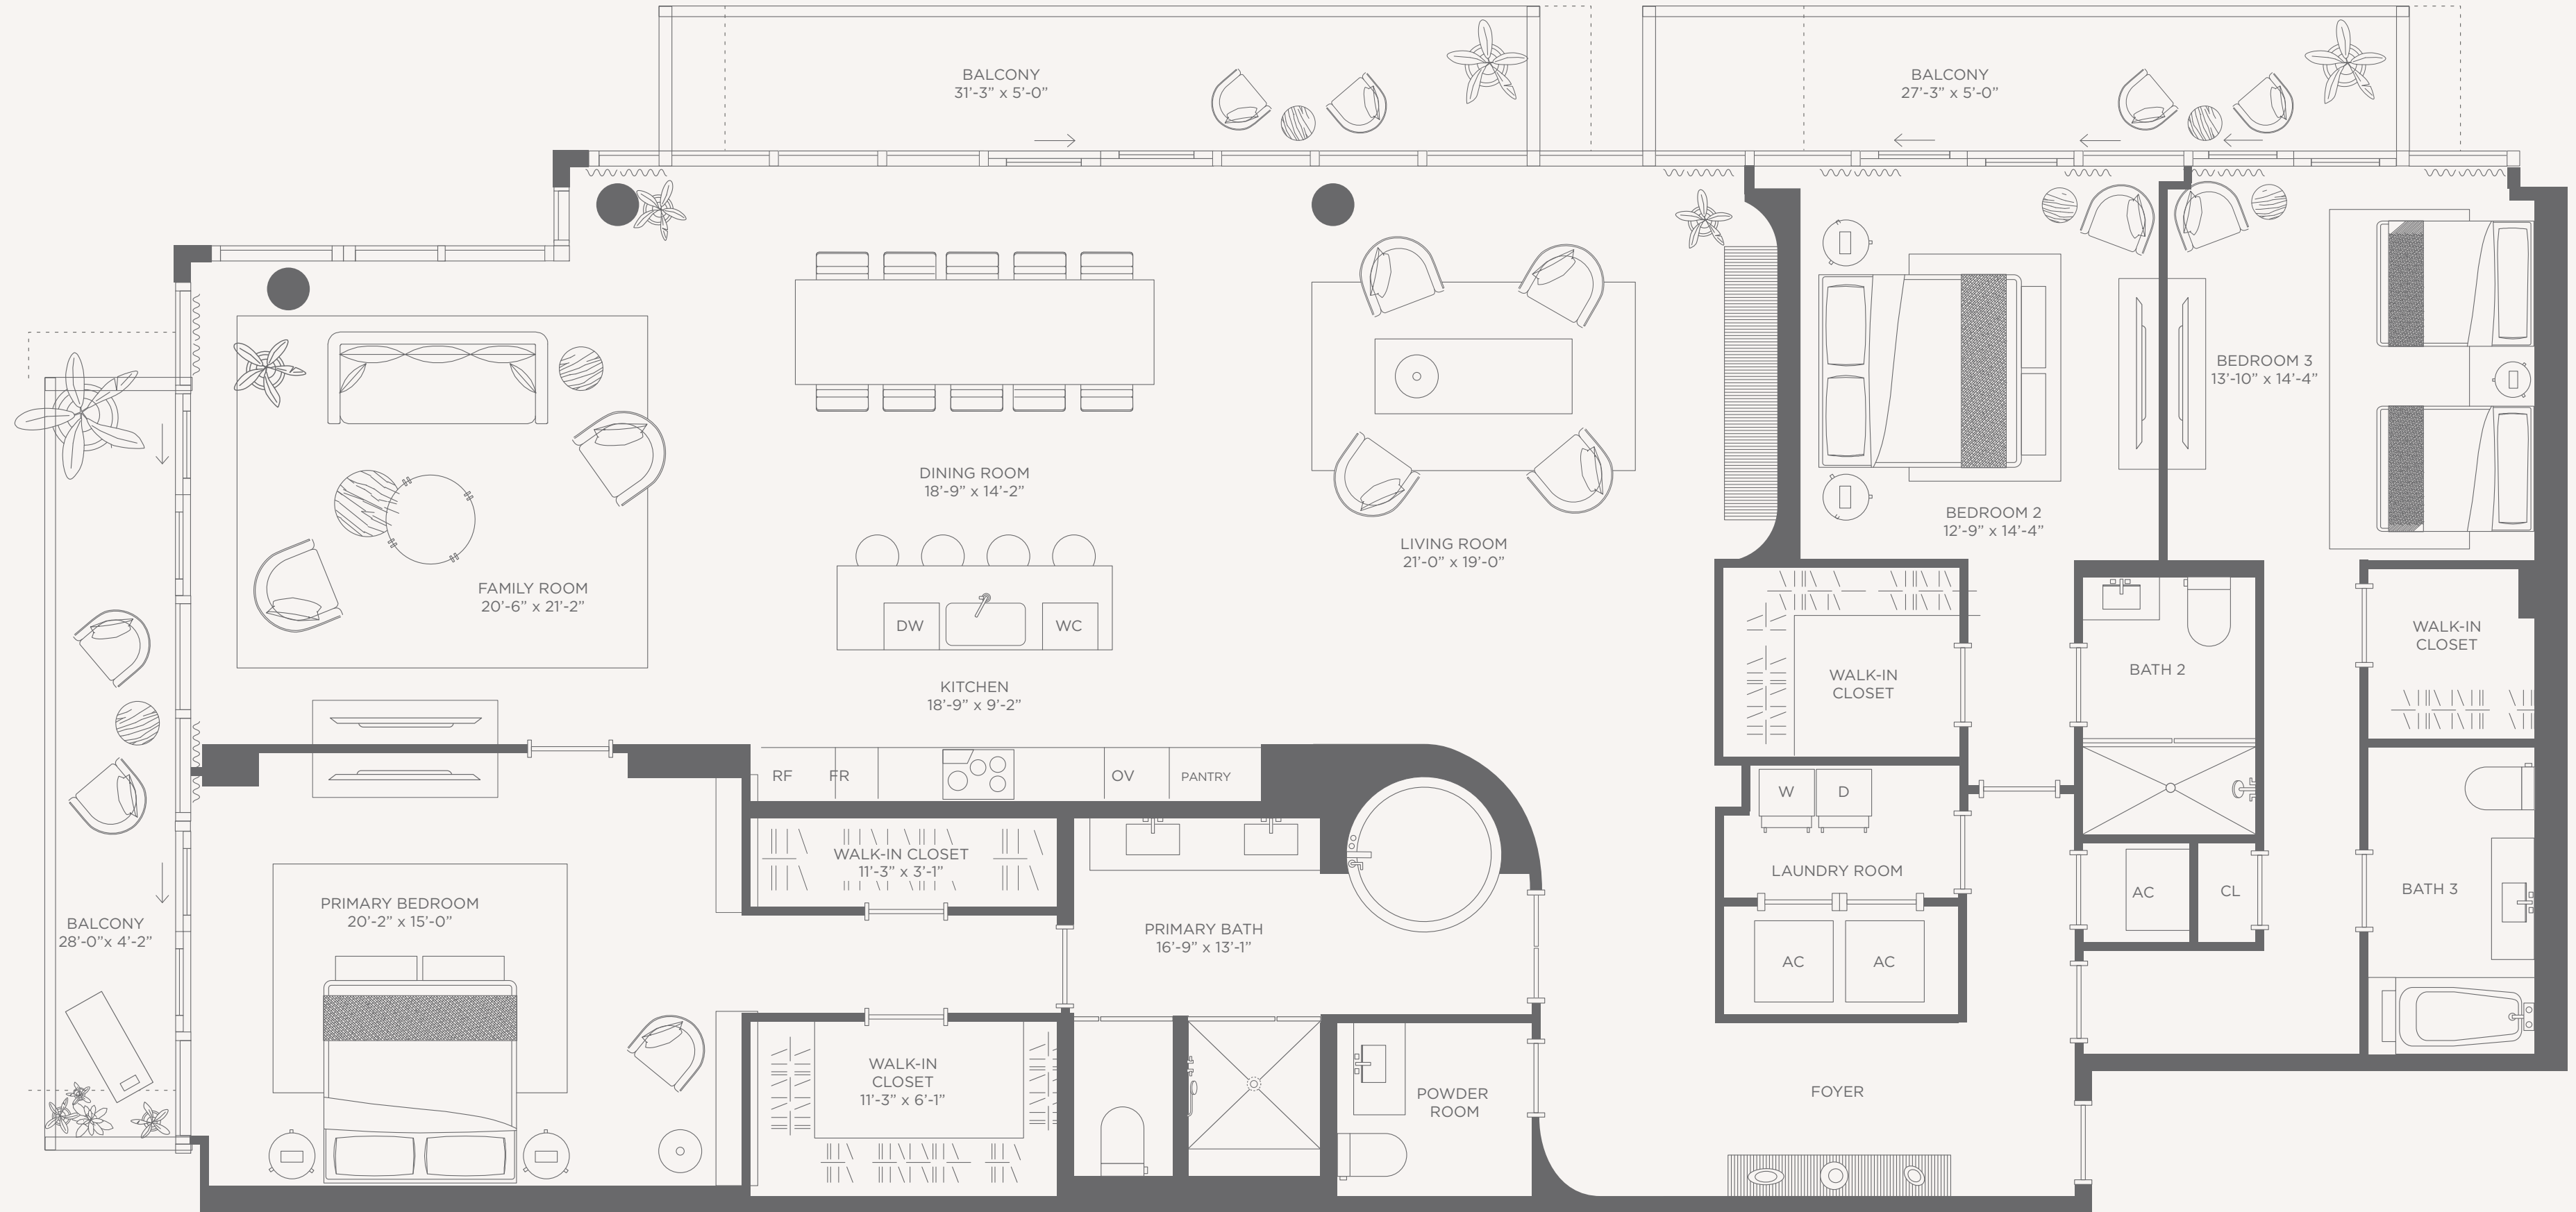 BALCONY
31’-3” x 5’-0”
BALCONY
27’-3” x 5’-0”
BEDROOM 3
13’-10” x 14’-4”
DINING ROOM
18’-9” x 14’-2”
BEDROOM 2
12’-9” x 14’-4”
LIVING ROOM
21’-0” x 19’-0”
FAMILY ROOM
20’-6” x 21’-2”
DW
WC
WALK-IN
CLOSET
BATH 2
WALK-IN
CLOSET
KITCHEN
18’-9” x 9’-2”
RF
FR
OV
PANTRY
W
D
WALK-IN CLOSET
11’-3” x 3’-1”
LAUNDRY ROOM
AC
CL
BATH 3
PRIMARY BEDROOM
20’-2” x 15’-0”
BALCONY
28’-0”x 4’-2”
PRIMARY BATH
16’-9” x 13’-1”
AC
AC
WALK-IN
CLOSET
11’-3” x 6’-1”
POWDER
ROOM
FOYER